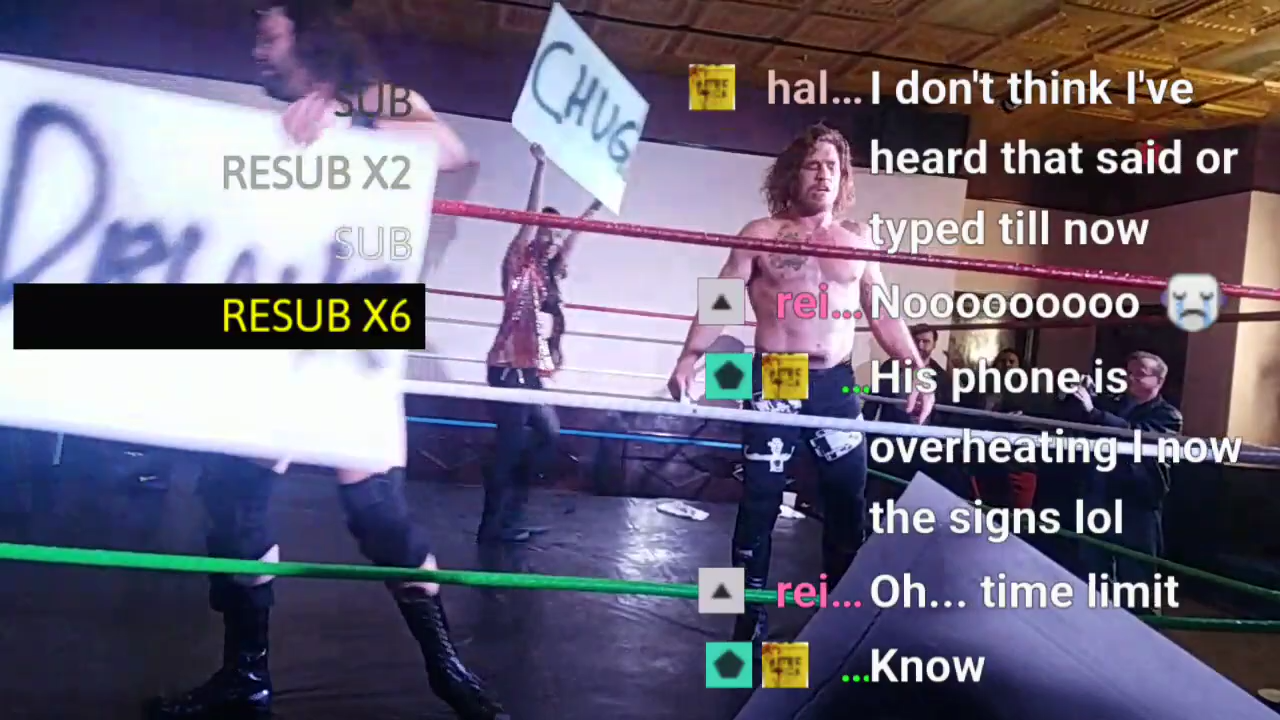 SUB
RESUB X2
SUB
RESUB X6
CHUG
hal... I don't think I've
heard that said or
typed till now
rei... Nooooooooo
... His phone is
overheating I now
the signs lol
rei... Oh... time limit
... Know